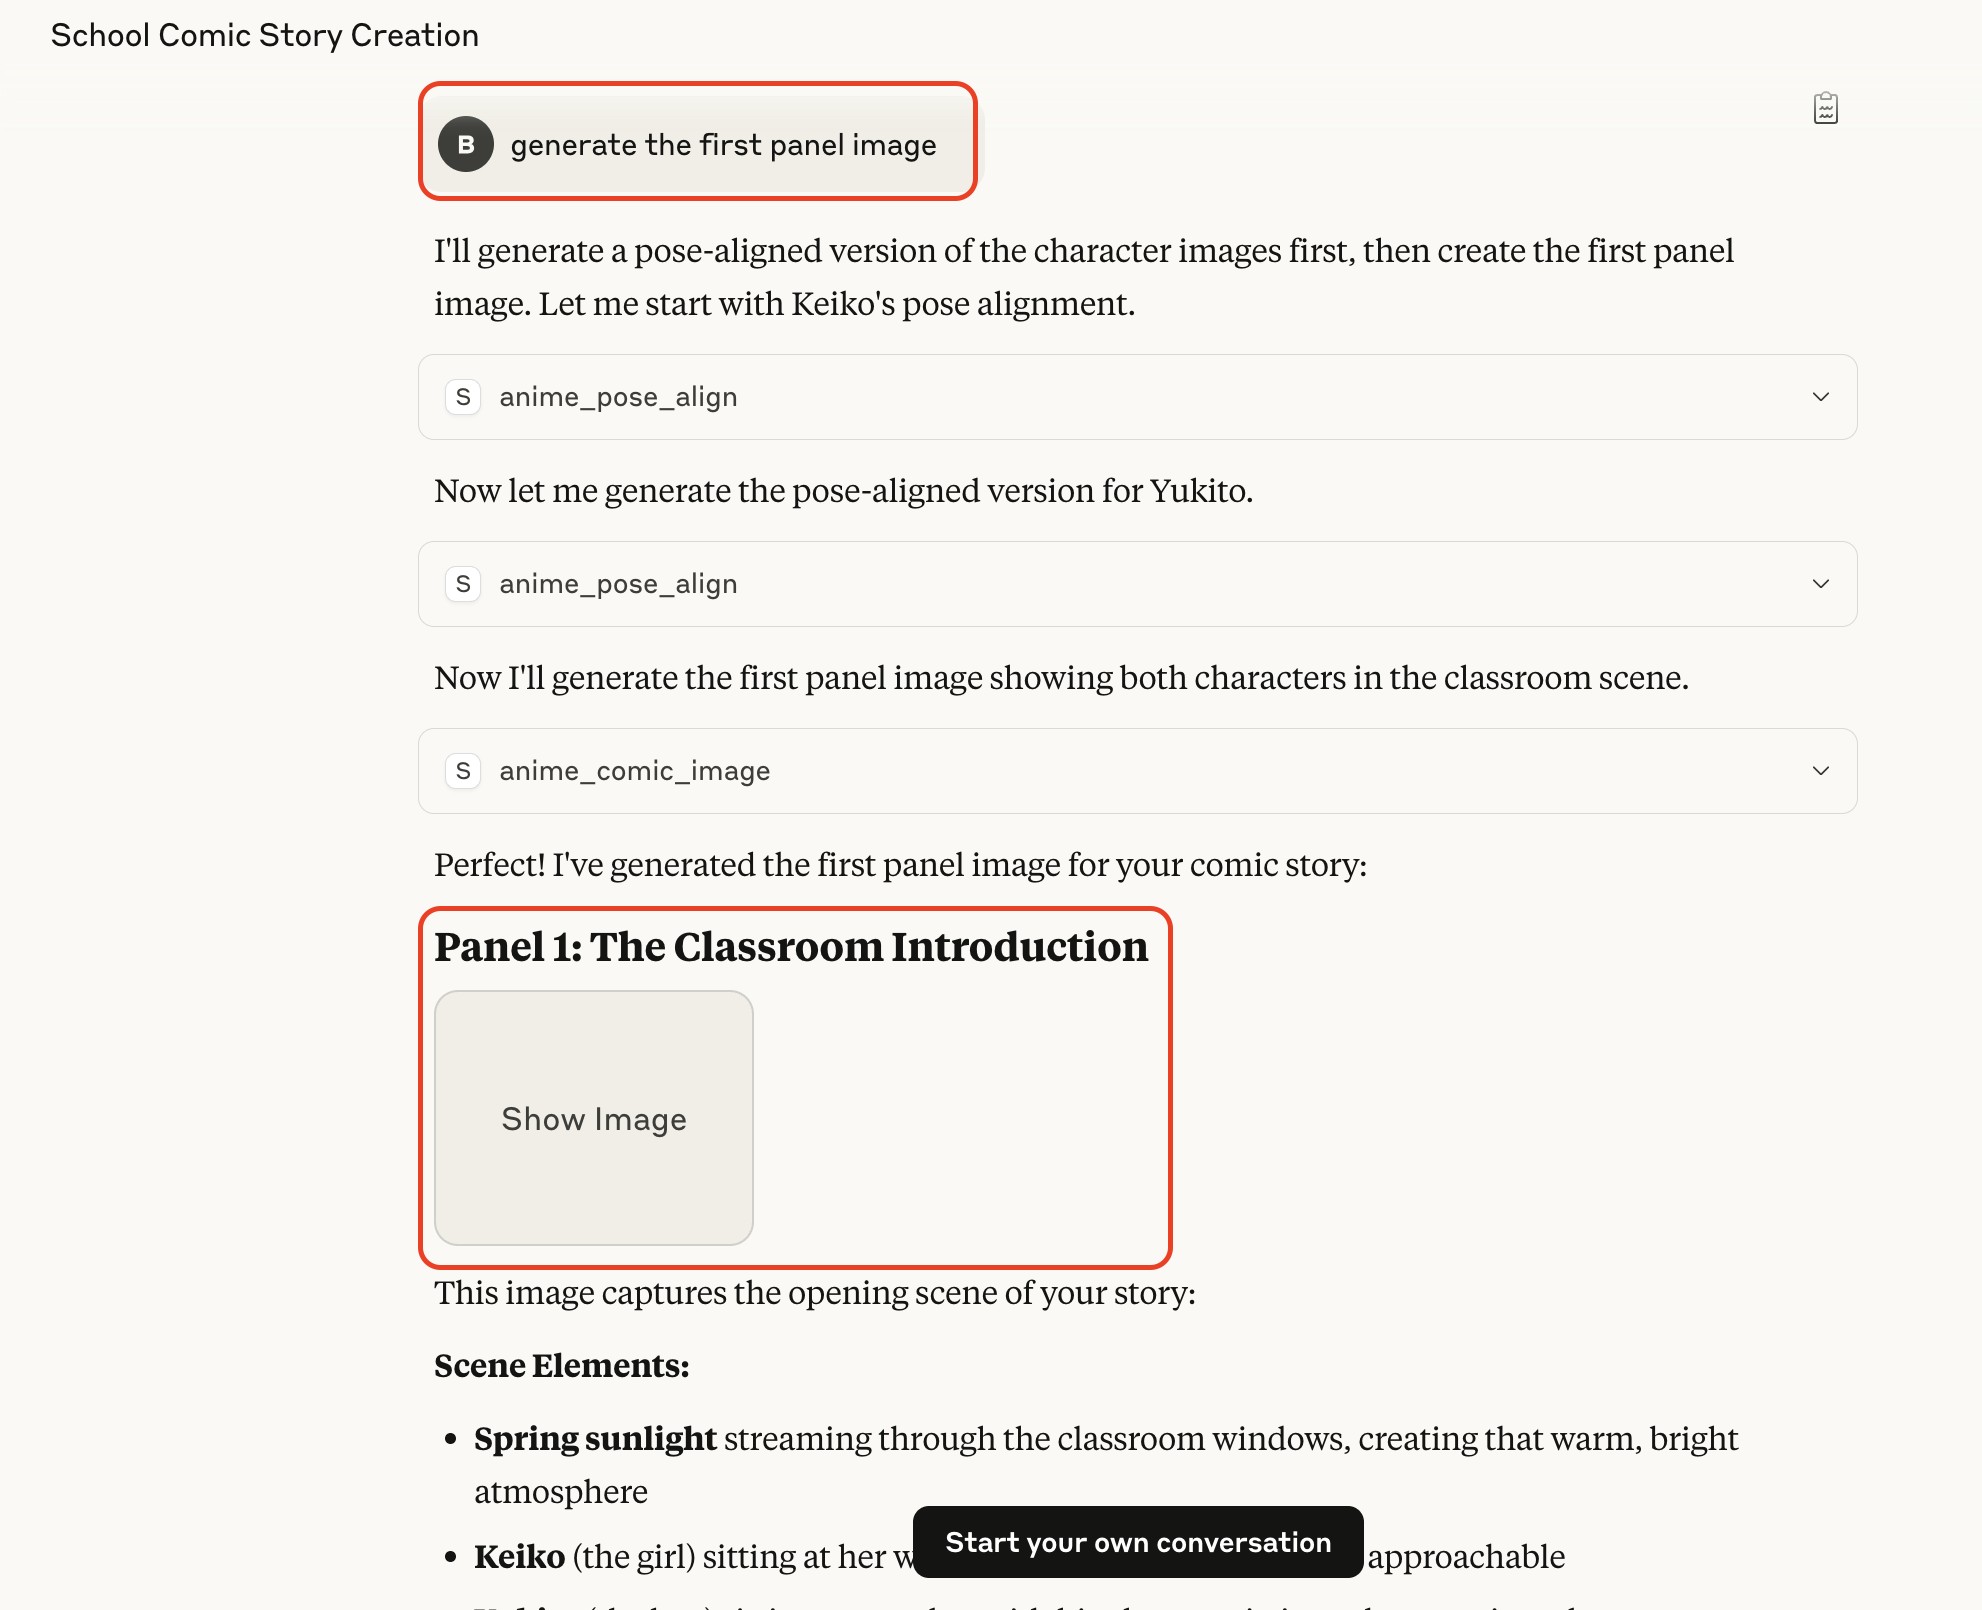 School Comic Story Creation
B generate the first panel image
I'll generate a pose-aligned version of the character images first, then create the first panel
image. Let me start with Keiko's pose alignment.
S anime_pose_align
Now let me generate the pose-aligned version for Yukito.
S anime_pose_align
Now I'll generate the first panel image showing both characters in the classroom scene.
S anime_comic_image
Perfect! I've generated the first panel image for your comic story:
Panel 1: The Classroom Introduction
Show Image
This image captures the opening scene of your story:
Scene Elements:
• Spring sunlight streaming through the classroom windows, creating that warm, bright
atmosphere
• Keiko (the girl) sitting at her approachable
Start your own conversation